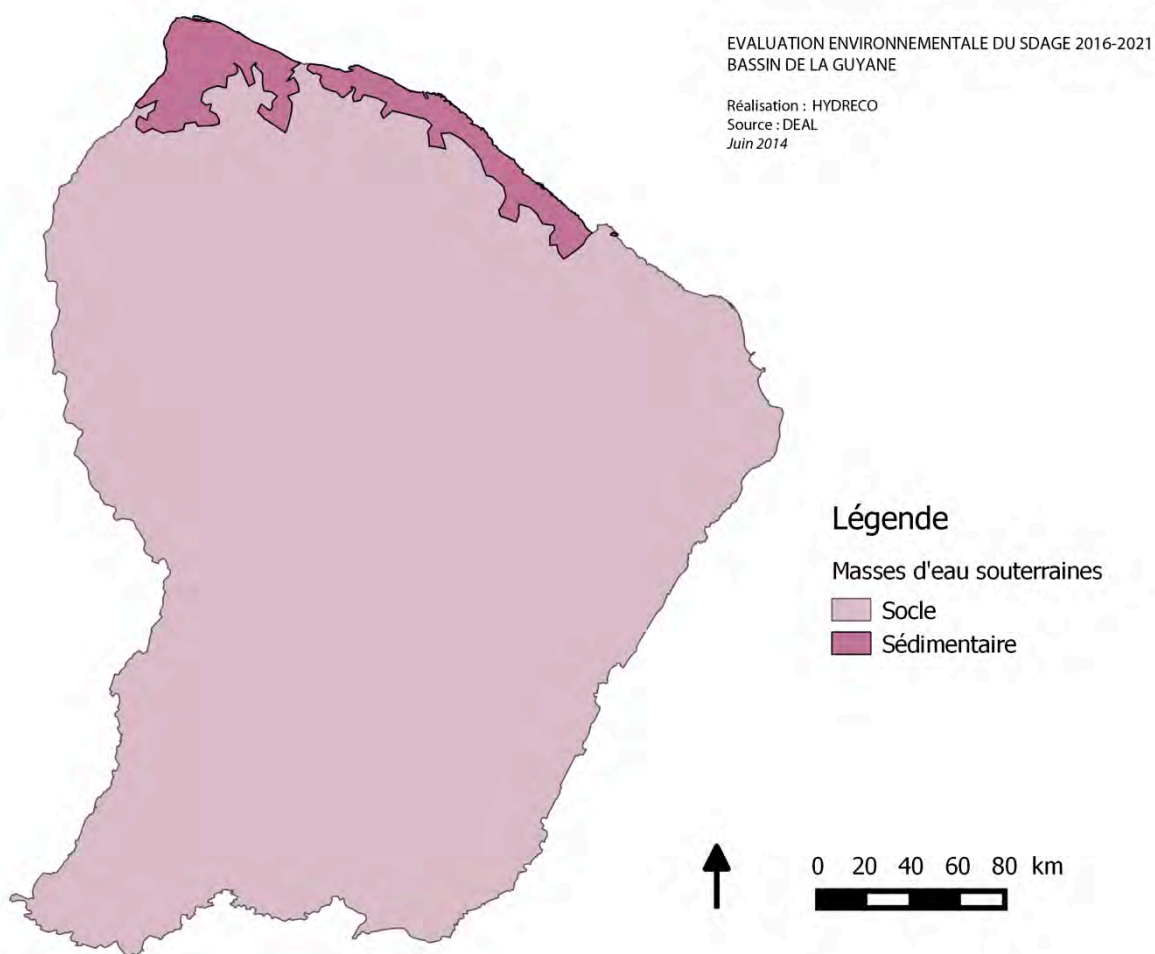 EVALUATION ENVIRONNEMENTALE DU SDAGE 2016-2021
BASSIN DE LA GUYANE
Réalisation : HYDRECO
Source : DEAL
Juin 2014
Légende
Masses d'eau souterraines
Socle
Sédimentaire
0 20 40 60 80 km